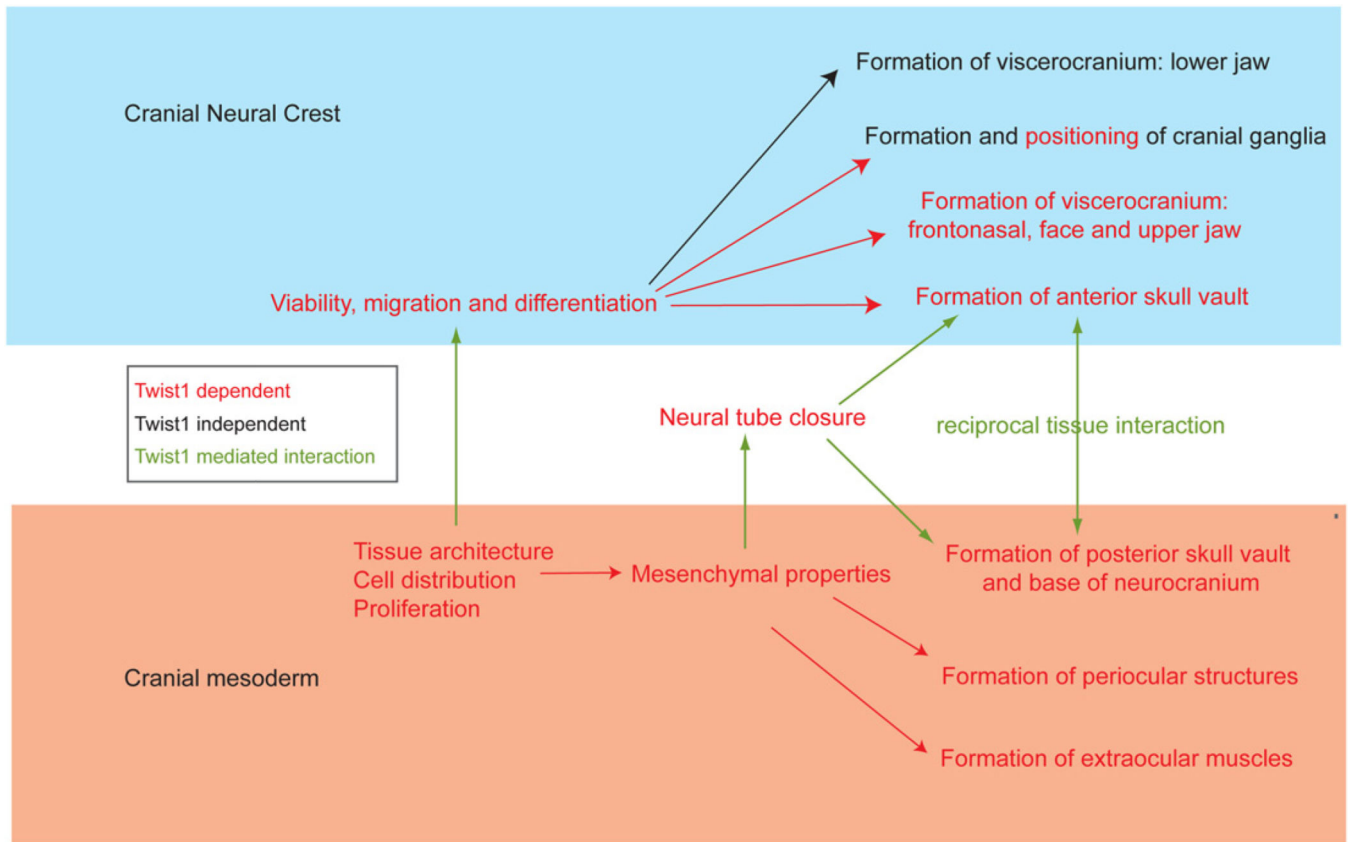 Formation of viscerocranium: lower jaw
Cranial Neural Crest
Formation and positioning of cranial ganglia
Formation of viscerocranium:
frontonasal, face and upper jaw
Viability, migration and differentiation
Formation of anterior skull vault
Twist1 dependent
Twist1 independent
Twist1 mediated interaction
Neural tube closure
reciprocal tissue interaction
Tissue architecture
Cell distribution
Proliferation
Mesenchymal properties
Formation of posterior skull vault
and base of neurocranium
Cranial mesoderm
Formation of periocular structures
Formation of extraocular muscles